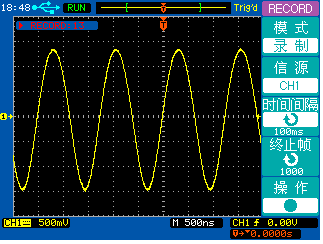 18:48 RUN T Trig'd RECORD
模 式
录 制
信 源
CH1
时间间隔
100ms
终止帧
1000
操 作
T
1
CH1 500mV M 500ns CH1 0.00V
0.0000s